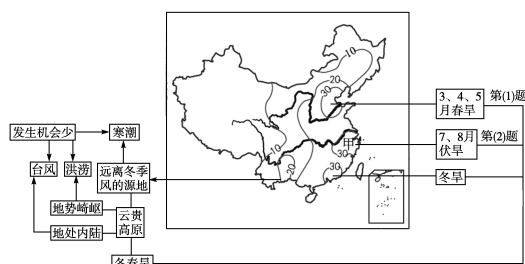 10
20
30
3、4、5
月春旱
第(1)题
7、8月
伏旱
第(2)题
甲
30
10
20
30
冬旱
发生机会少
寒潮
台风
洪涝
远离冬季
风的源地
地势崎岖
云贵
高原
地处内陆
冬春旱